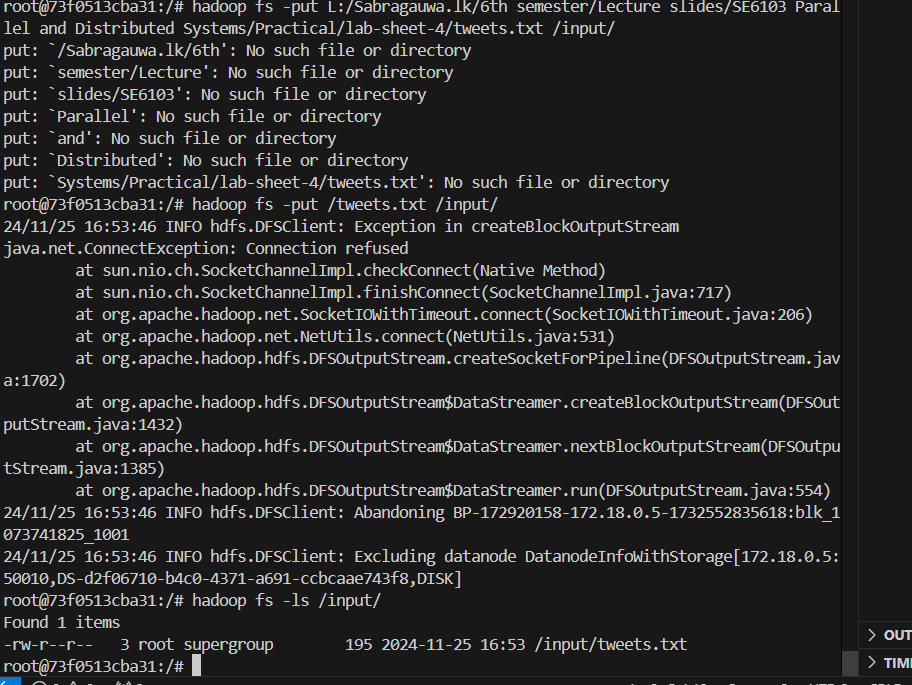 root@73f0513cba31:/# hadoop fs -put L:/Sabragauwa.lk/6th semester/Lecture slides/SE6103 Paral
lel and Distributed Systems/Practical/lab-sheet-4/tweets.txt /input/
put: `/Sabragauwa.lk/6th': No such file or directory
put: `semester/Lecture': No such file or directory
put: `slides/SE6103': No such file or directory
put: `Parallel': No such file or directory
put: `and': No such file or directory
put: `Distributed': No such file or directory
put: `Systems/Practical/lab-sheet-4/tweets.txt': No such file or directory
root@73f0513cba31:/# hadoop fs -put /tweets.txt /input/
24/11/25 16:53:46 INFO hdfs.DFSClient: Exception in createBlockOutputStream
java.net.ConnectException: Connection refused
        at sun.nio.ch.SocketChannelImpl.checkConnect(Native Method)
        at sun.nio.ch.SocketChannelImpl.finishConnect(SocketChannelImpl.java:717)
        at org.apache.hadoop.net.SocketIOWithTimeout.connect(SocketIOWithTimeout.java:206)
        at org.apache.hadoop.net.NetUtils.connect(NetUtils.java:531)
        at org.apache.hadoop.hdfs.DFSOutputStream.createSocketForPipeline(DFSOutputStream.jav
a:1702)
        at org.apache.hadoop.hdfs.DFSOutputStream$DataStreamer.createBlockOutputStream(DFSOut
putStream.java:1432)
        at org.apache.hadoop.hdfs.DFSOutputStream$DataStreamer.nextBlockOutputStream(DFSOutpu
tStream.java:1385)
        at org.apache.hadoop.hdfs.DFSOutputStream$DataStreamer.run(DFSOutputStream.java:554)
24/11/25 16:53:46 INFO hdfs.DFSClient: Abandoning BP-172920158-172.18.0.5-1732552835618:blk_1
073741825_1001
24/11/25 16:53:46 INFO hdfs.DFSClient: Excluding datanode DatanodeInfoWithStorage[172.18.0.5:
50010,DS-d2f06710-b4c0-4371-a691-ccbcaae743f8,DISK]
root@73f0513cba31:/# hadoop fs -ls /input/
Found 1 items
-rw-r--r--   3 root supergroup        195 2024-11-25 16:53 /input/tweets.txt
root@73f0513cba31:/#
OUT
TIM